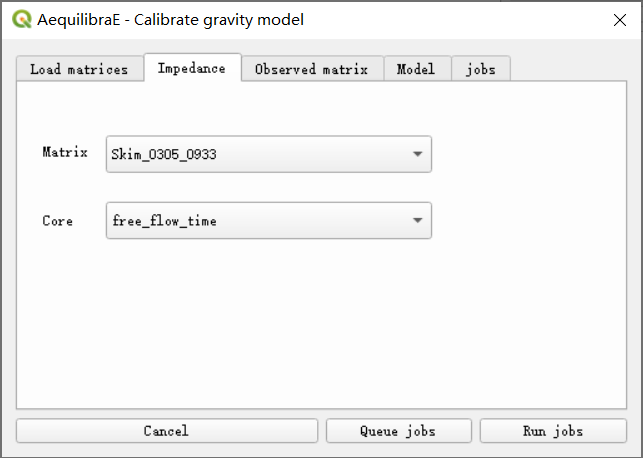 AequilibraE - Calibrate gravity model
Load matrices Impedance Observed matrix Model jobs
Matrix Skim_0305_0933
Core free_flow_time
Cancel Queue jobs Run jobs